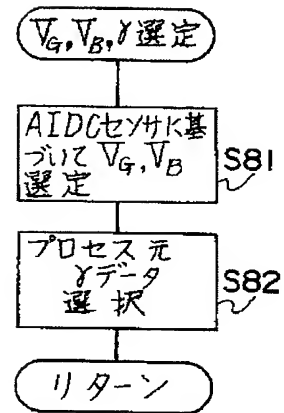 V_G, V_B, γ選定
AIDCセンサに基
づいて V_G, V_B
選定
S81
プロセス元
γデータ
選択
S82
リターン